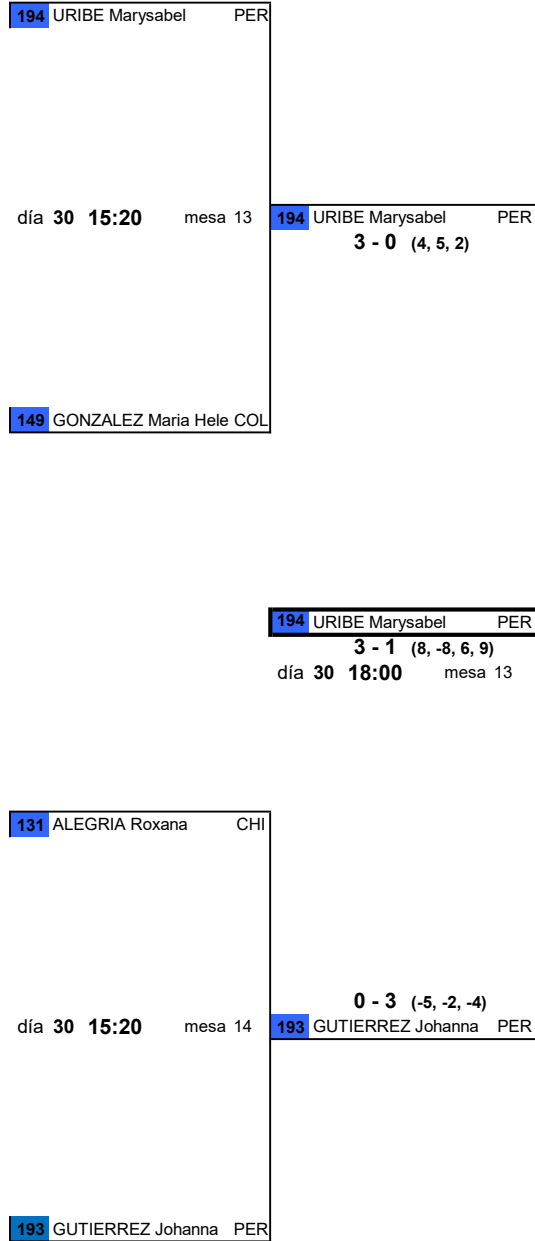 194 URIBE Marysabel PER
día 30 15:20 mesa 13
194 URIBE Marysabel PER
3 - 0 (4, 5, 2)
149 GONZALEZ Maria Hele COL
194 URIBE Marysabel PER
3 - 1 (8, -8, 6, 9)
día 30 18:00 mesa 13
131 ALEGRIA Roxana CHI
0 - 3 (-5, -2, -4)
día 30 15:20 mesa 14
193 GUTIERREZ Johanna PER
193 GUTIERREZ Johanna PER